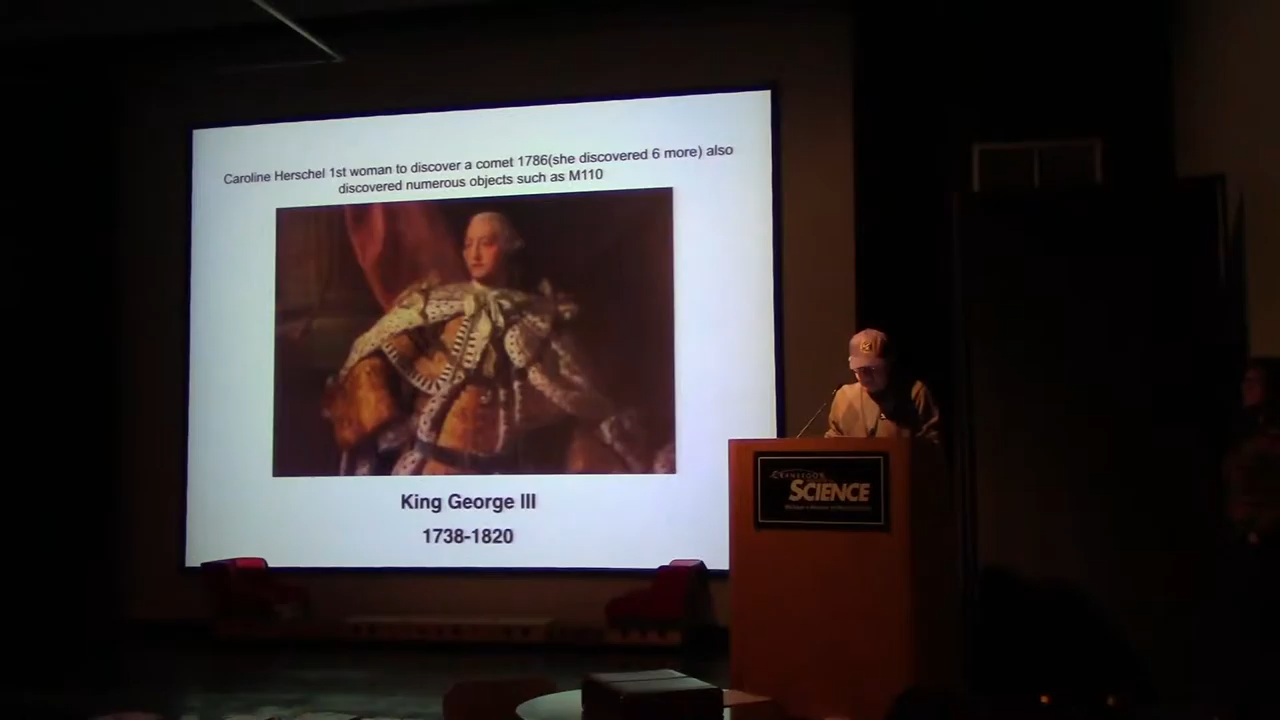 Caroline Herschel 1st woman to discover a comet 1786(she discovered 6 more) also
discovered numerous objects such as M110
King George III
1738-1820
CRANBROOK
SCIENCE